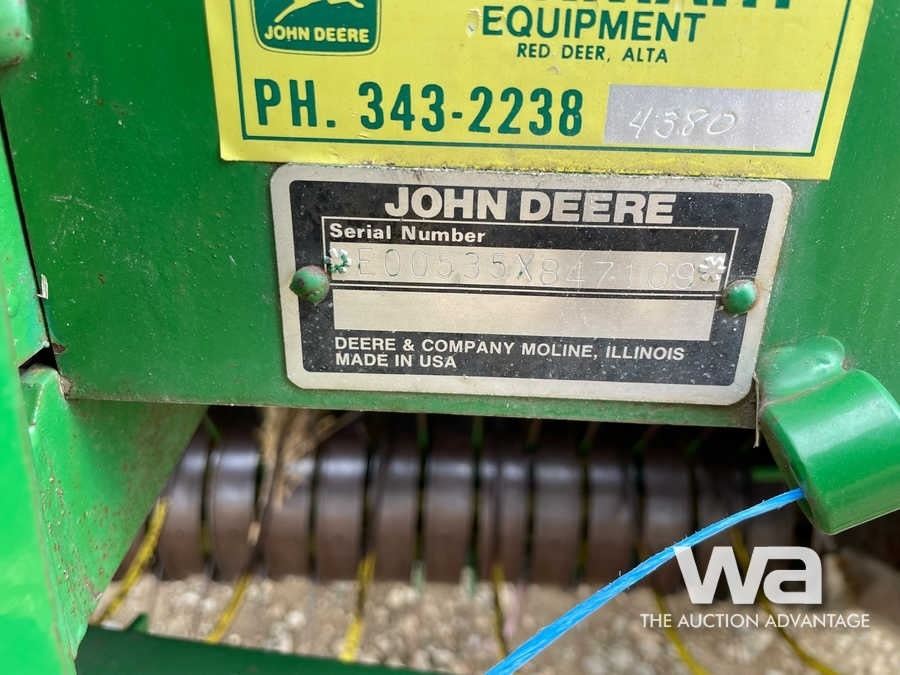 JOHN DEERE
EQUIPMENT
RED DEER, ALTA
PH. 343-2238
4380
JOHN DEERE
Serial Number
*E00535X847109*
DEERE & COMPANY MOLINE, ILLINOIS
MADE IN USA
wa
THE AUCTION ADVANTAGE